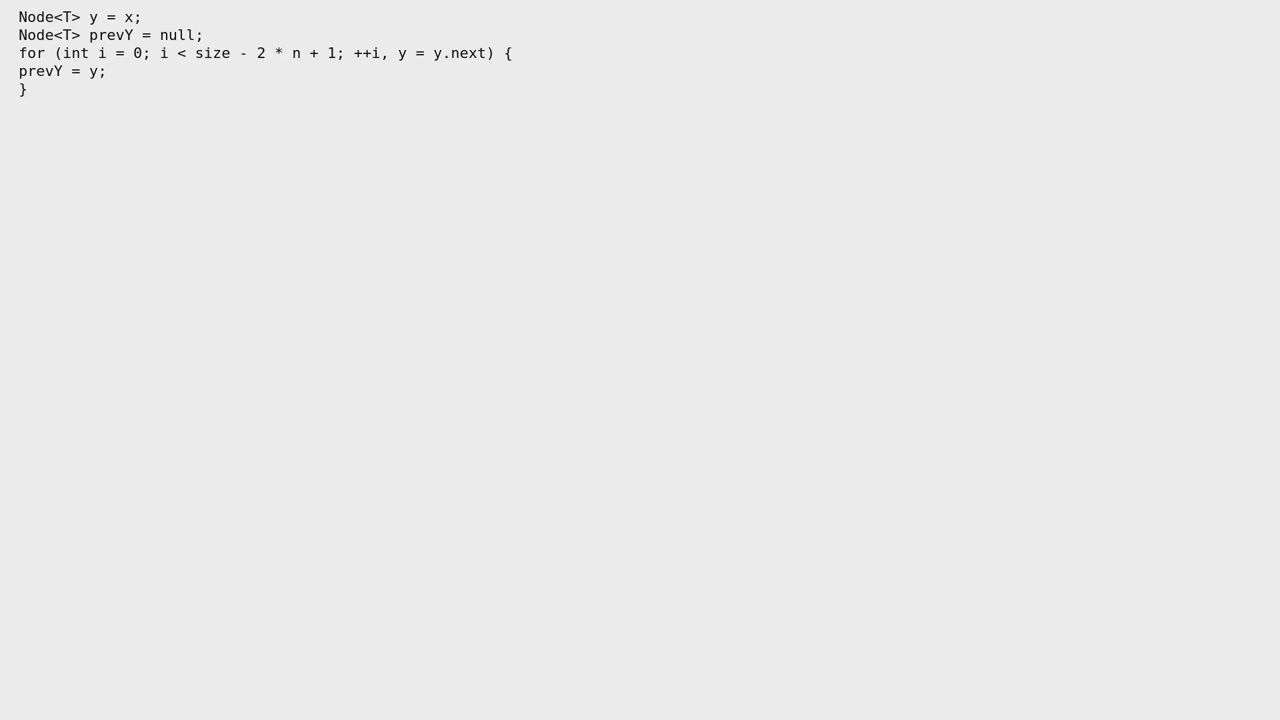 Node<T> y = x;
Node<T> prevY = null;
for (int i = 0; i < size - 2 * n + 1; ++i, y = y.next) {
prevY = y;
}